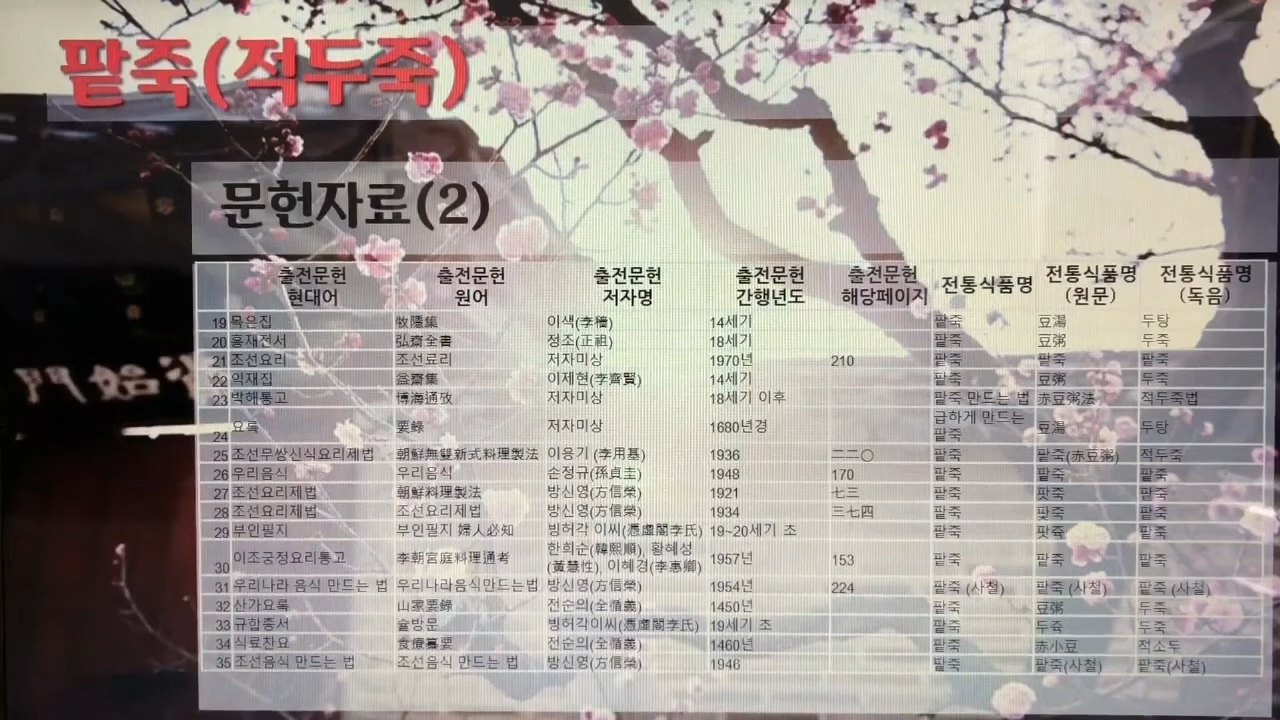 팥죽(적두죽)
문헌자료(2)
출전문헌 현대어 출전문헌 원어 출전문헌 저자명 출전문헌 간행년도 출전문헌 해당페이지 전통식품명 전통식품명 (원문) 전통식품명 (독음)
19 목은집 牧隱集 이색(李穡) 14세기 팥죽 豆湯 두탕
20 홍재전서 弘齋全書 정조(正祖) 18세기 팥죽 豆粥 두죽
21 조선요리 조선료리 저자미상 1970년 210 팥죽 팥죽 팥죽
22 익재집 益齋集 이제현(李齊賢) 14세기 팥죽 豆粥 두죽
23 박해통고 博海通攷 저자미상 18세기 이후 팥죽 만드는 법 赤豆粥法 적두죽법
24 요록 要錄 저자미상 1680년경 급하게 만드는 팥죽 豆湯 두탕
25 조선무쌍신식요리제법 朝鮮無雙新式料理製法 이용기 (李用基) 1936 二二〇 팥죽 팥죽(赤豆粥) 적두죽
26 우리음식 우리음식 손정규(孫貞圭) 1948 170 팥죽 팥죽 팥죽
27 조선요리제법 朝鮮料理製法 방신영(方信榮) 1921 七三 팥죽 팟죽 팥죽
28 조선요리제법 조선요리제법 방신영(方信榮) 1934 三七四 팥죽 팟죽 팥죽
29 부인필지 부인필지 婦人必知 빙허각 이씨(憑虛閣李氏) 19~20세기 초 팥죽 팟쥭 팥죽
30 이조궁정요리통고 李朝宮庭料理通考 한희순(韓熙順), 황혜성(黃慧性), 이혜경(李惠卿) 1957년 153 팥죽 팥죽 팥죽
31 우리나라 음식 만드는 법 우리나라음식만드는법 방신영(方信榮) 1954년 224 팥죽 (사철) 팥죽 (사철) 팥죽 (사철)
32 산가요록 山家要錄 전순의(全循義) 1450년 팥죽 豆粥 두죽
33 규합총서 빙허각이씨(憑虛閣李氏) 19세기 초 팥죽 두쥭 두죽
34 식료찬요 食療纂要 전순의(全循義) 1460년 팥죽 赤小豆 적소두
35 조선음식 만드는 법 조선음식 만드는 법 방신영(方信榮) 1946 팥죽 팥죽(사철) 팥죽(사철)